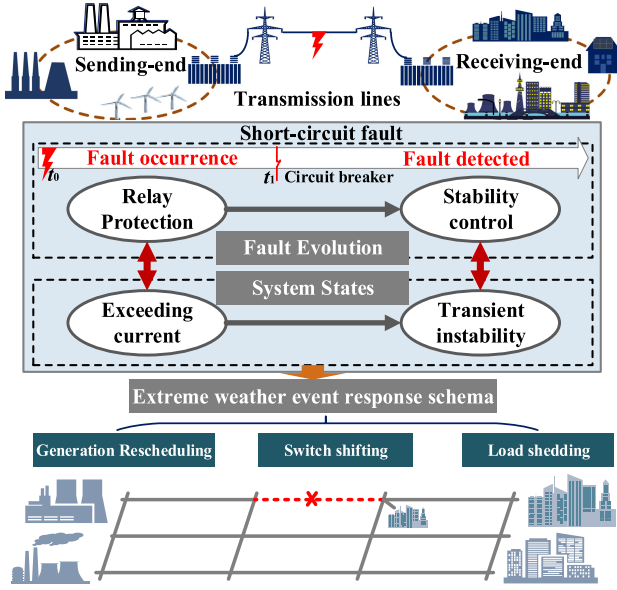 Sending-end
Receiving-end
Transmission lines
Short-circuit fault
Fault occurrence
Fault detected
t0
t1
Circuit breaker
Relay
Protection
Stability
control
Fault Evolution
System States
Exceeding
current
Transient
instability
Extreme weather event response schema
Generation Rescheduling
Switch shifting
Load shedding